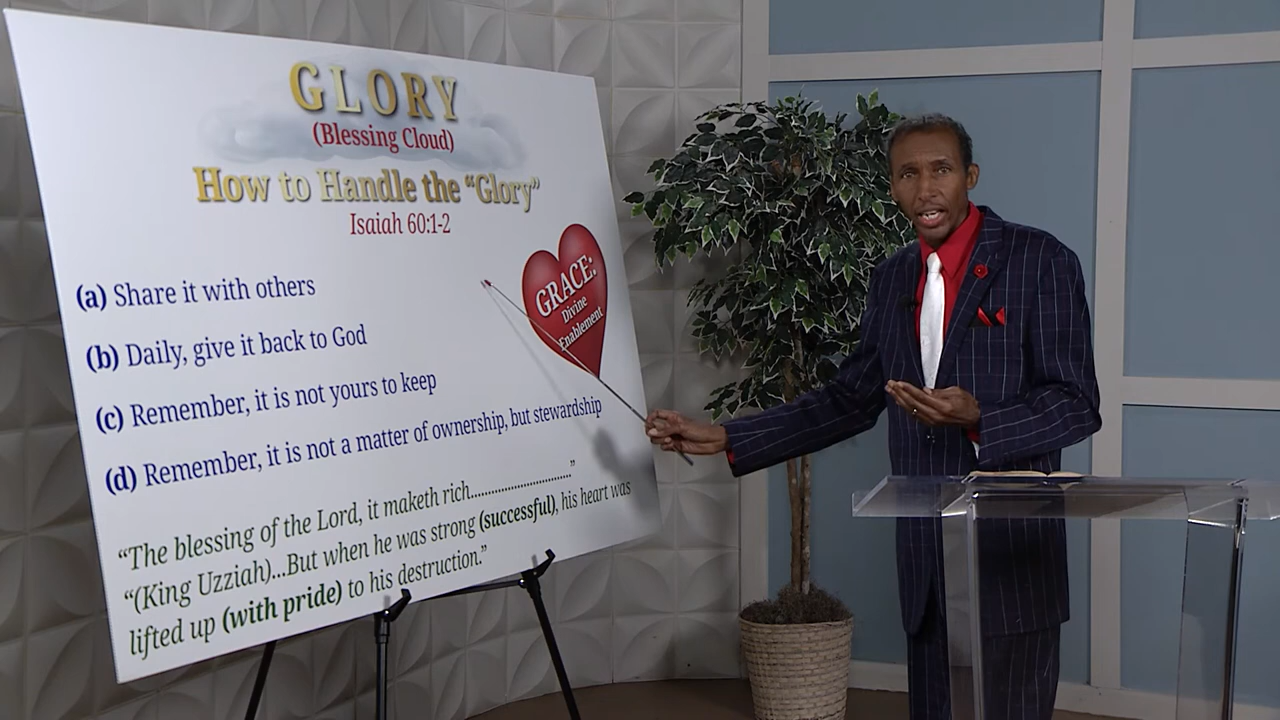 GLORY
(Blessing Cloud)
How to Handle the "Glory"
Isaiah 60:1-2
GRACE:
Divine
Enablement
(a) Share it with others
(b) Daily, give it back to God
(c) Remember, it is not yours to keep
(d) Remember, it is not a matter of ownership, but stewardship
“The blessing of the Lord, it maketh rich............................”
“(King Uzziah)...But when he was strong (successful), his heart was
lifted up (with pride) to his destruction.”